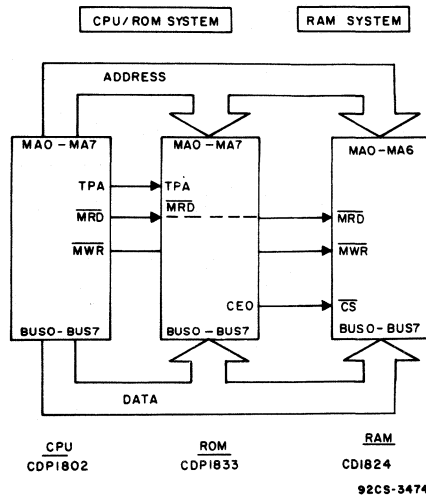 CPU/ROM SYSTEM
RAM SYSTEM
ADDRESS
MA0-MA7
MA0-MA7
MA0-MA6
TPA
TPA
MRD
MRD
MRD
MWR
MWR
CEO
CS
BUS0-BUS7
BUS0-BUS7
BUS0-BUS7
DATA
CPU
CDP1802
ROM
CDP1833
RAM
CD1824
92CS-3474